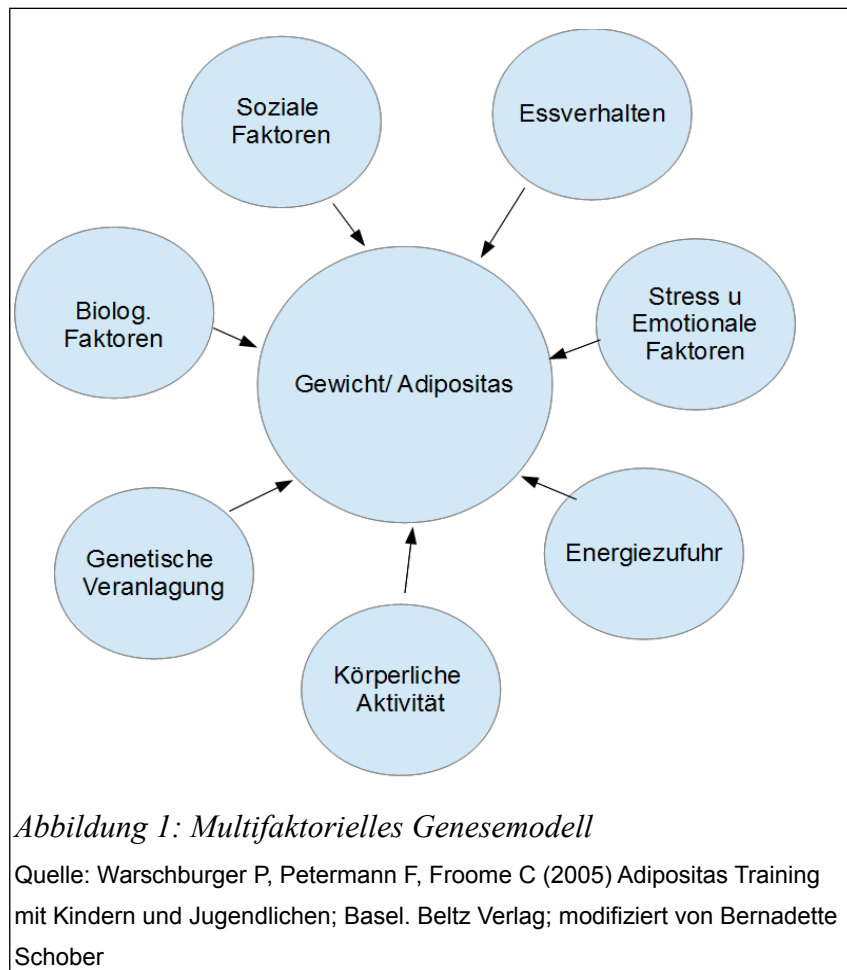 Soziale
Faktoren
Essverhalten
Biolog.
Faktoren
Stress u
Emotionale
Faktoren
Gewicht/ Adipositas
Genetische
Veranlagung
Energiezufuhr
Körperliche
Aktivität
Abbildung 1: Multifaktorielles Genesemodell
Quelle: Warschburger P, Petermann F, Froome C (2005) Adipositas Training
mit Kindern und Jugendlichen; Basel. Beltz Verlag; modifiziert von Bernadette
Schober